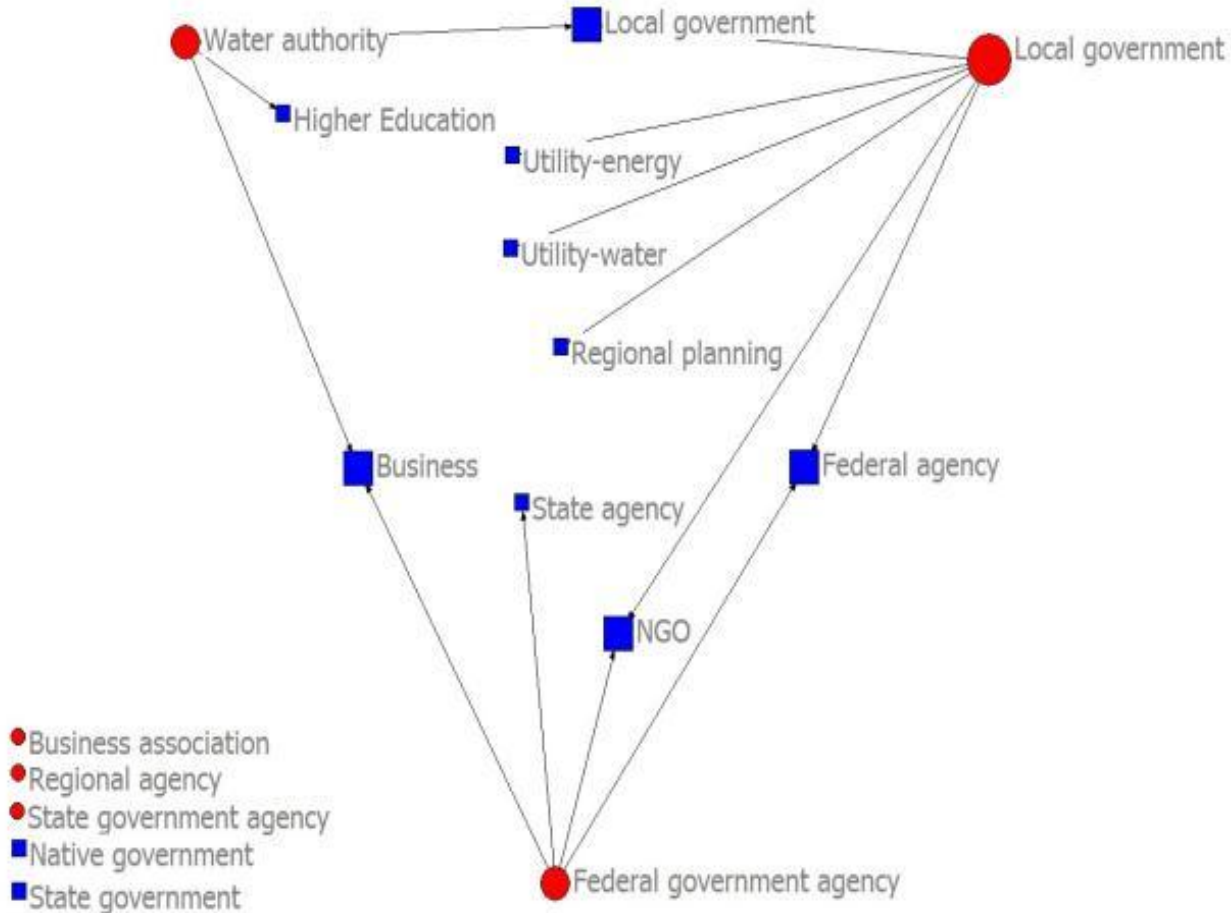 Water authority
Local government
Local government
Higher Education
Utility-energy
Utility-water
Regional planning
Business
Federal agency
State agency
NGO
Business association
Regional agency
State government agency
Native government
State government
Federal government agency